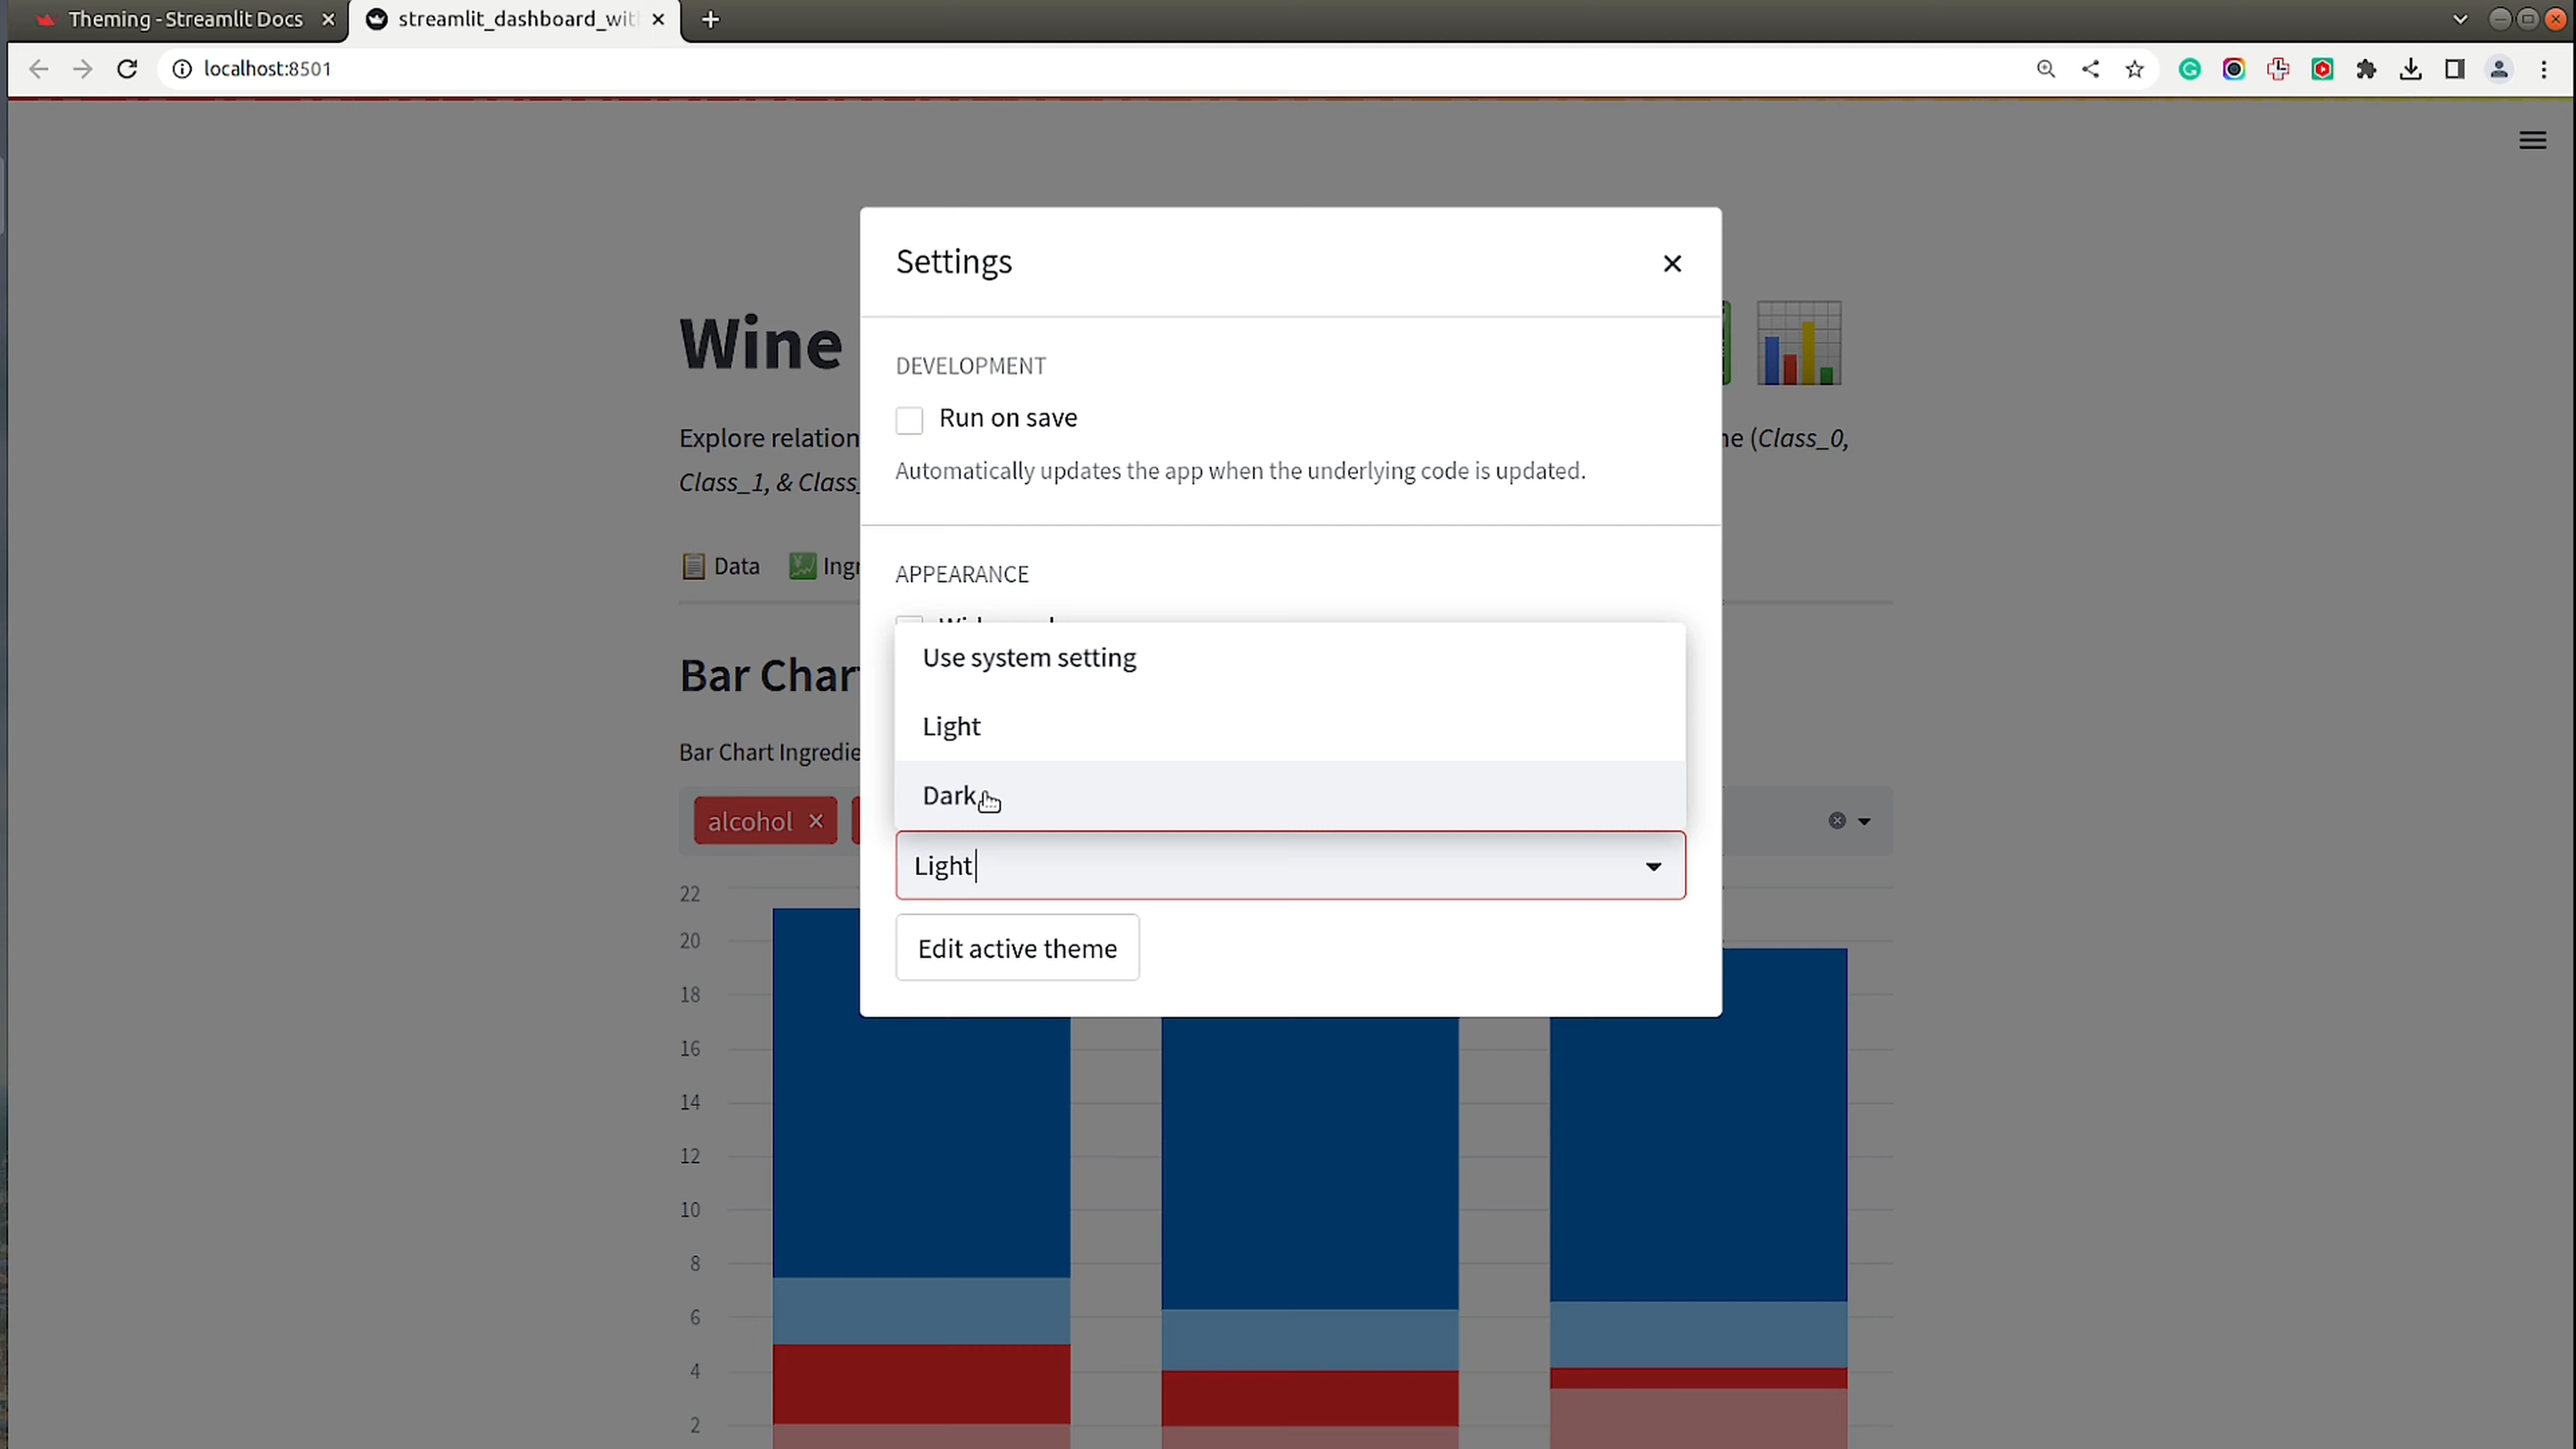 Theming - Streamlit Docs
streamlit_dashboard_wit
localhost:8501
Settings
Wine
DEVELOPMENT
Run on save
Explore relation
ne (Class_0,
Automatically updates the app when the underlying code is updated.
Class_1, & Class_
APPEARANCE
Data
Ingr
Use system setting
Bar Char
Light
Bar Chart Ingredie
Dark
alcohol
Light
Edit active theme
22
20
18
16
14
12
10
8
6
4
2